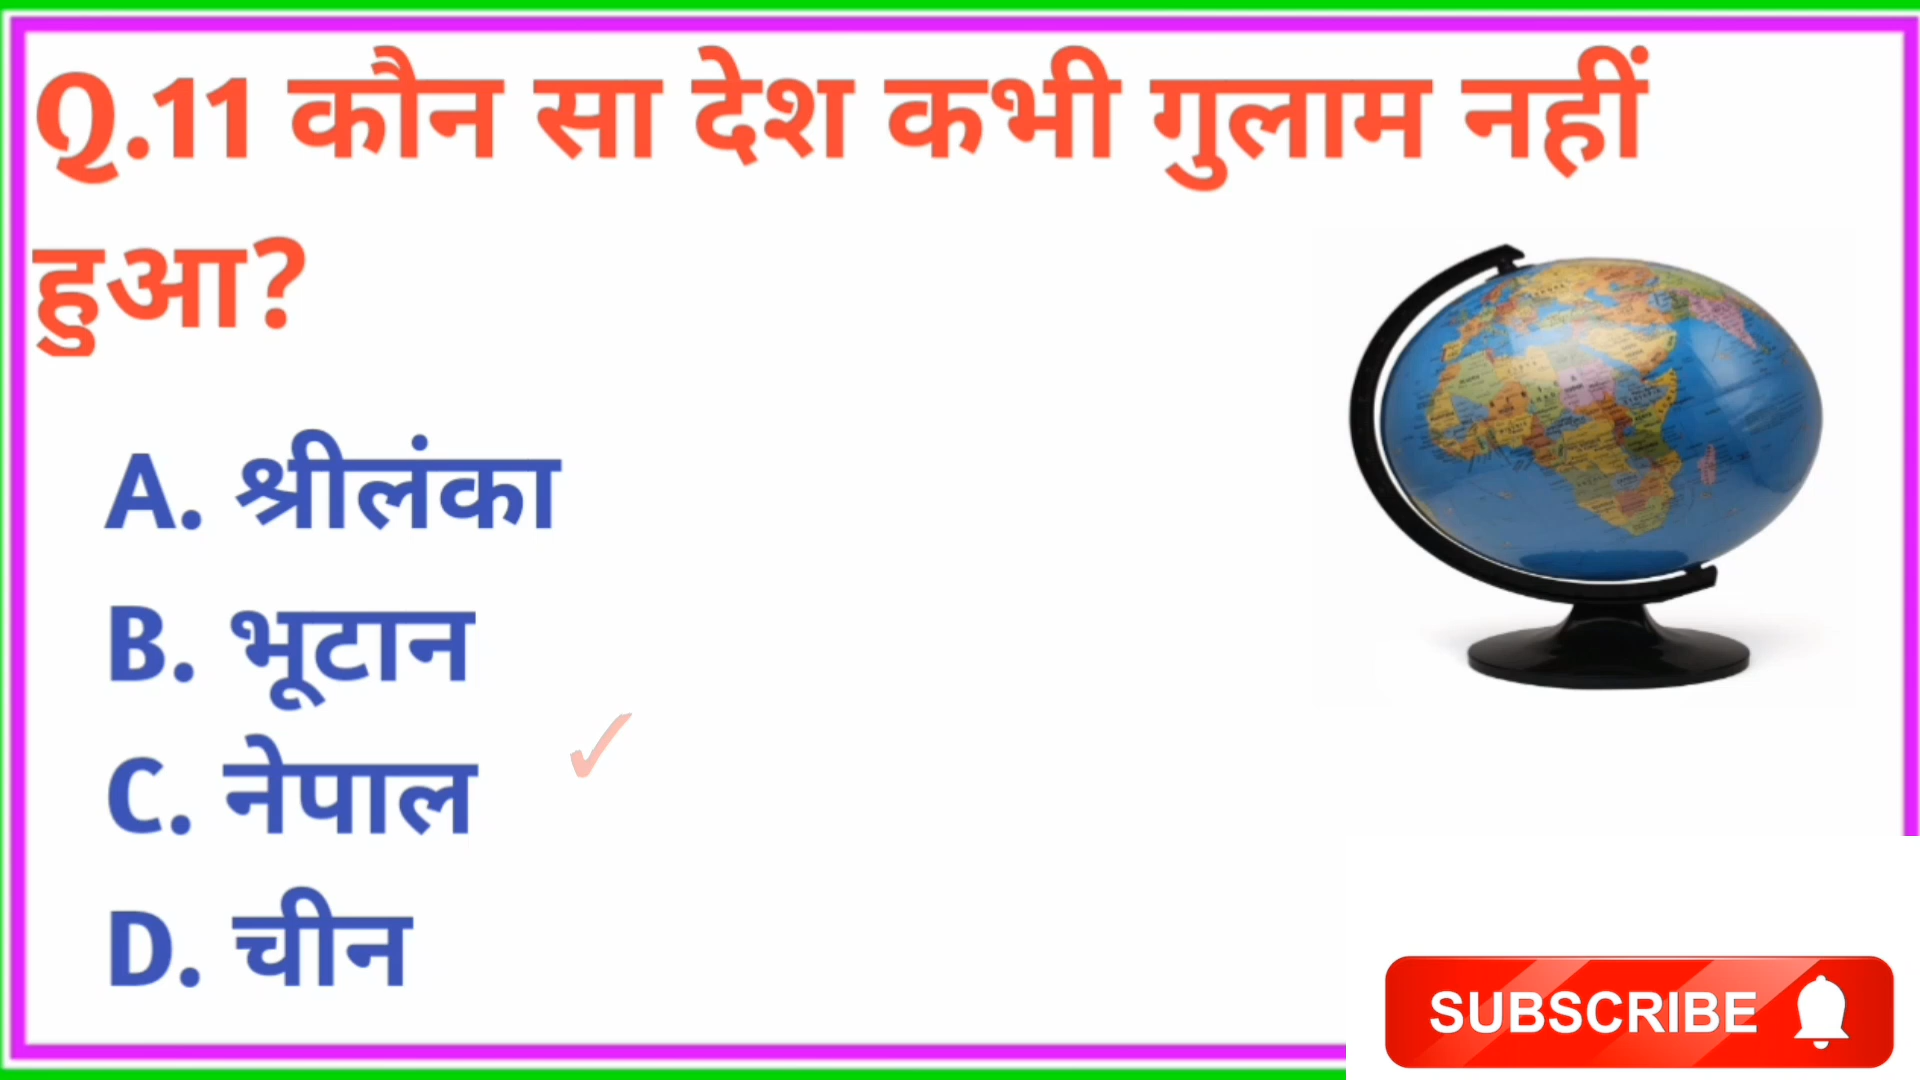 Q.11 कौन सा देश कभी गुलाम नहीं
हुआ?
A. श्रीलंका
B. भूटान
C. नेपाल
D. चीन
SUBSCRIBE